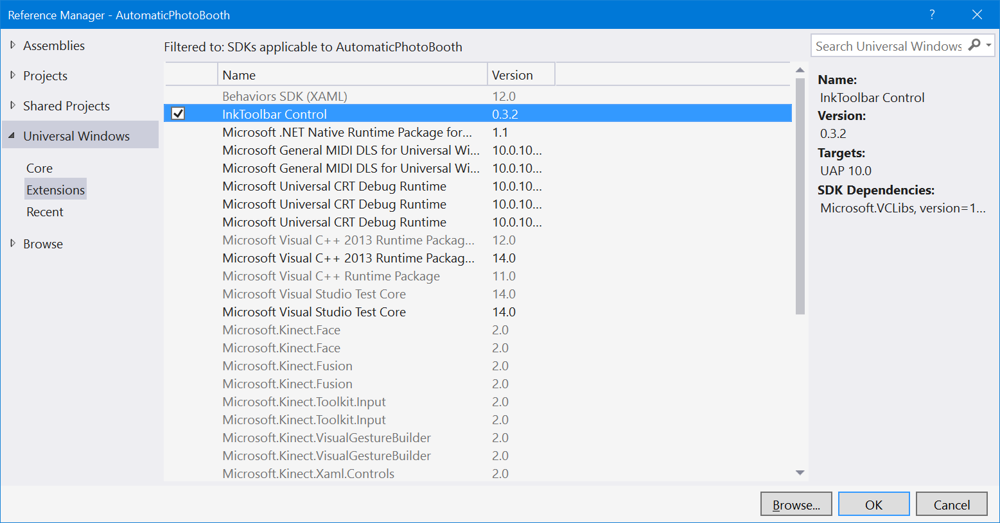 Reference Manager - AutomaticPhotoBooth ?
Assemblies
Projects
Shared Projects
Universal Windows
Core
Extensions
Recent
Browse
Filtered to: SDKs applicable to AutomaticPhotoBooth
Name Version
Behaviors SDK (XAML) 12.0
InkToolbar Control 0.3.2
Microsoft .NET Native Runtime Package for... 1.1
Microsoft General MIDI DLS for Universal Wi... 10.0.10...
Microsoft General MIDI DLS for Universal Wi... 10.0.10...
Microsoft Universal CRT Debug Runtime 10.0.10...
Microsoft Universal CRT Debug Runtime 10.0.10...
Microsoft Universal CRT Debug Runtime 10.0.10...
Microsoft Visual C++ 2013 Runtime Packag... 12.0
Microsoft Visual C++ 2013 Runtime Packag... 14.0
Microsoft Visual C++ Runtime Package 11.0
Microsoft Visual Studio Test Core 14.0
Microsoft Visual Studio Test Core 14.0
Microsoft.Kinect.Face 2.0
Microsoft.Kinect.Face 2.0
Microsoft.Kinect.Fusion 2.0
Microsoft.Kinect.Fusion 2.0
Microsoft.Kinect.Toolkit.Input 2.0
Microsoft.Kinect.Toolkit.Input 2.0
Microsoft.Kinect.VisualGestureBuilder 2.0
Microsoft.Kinect.VisualGestureBuilder 2.0
Microsoft.Kinect.Xaml.Controls 2.0
Search Universal Windows
Name:
InkToolbar Control
Version:
0.3.2
Targets:
UAP 10.0
SDK Dependencies:
Microsoft.VCLibs, version=1...
Browse... OK Cancel